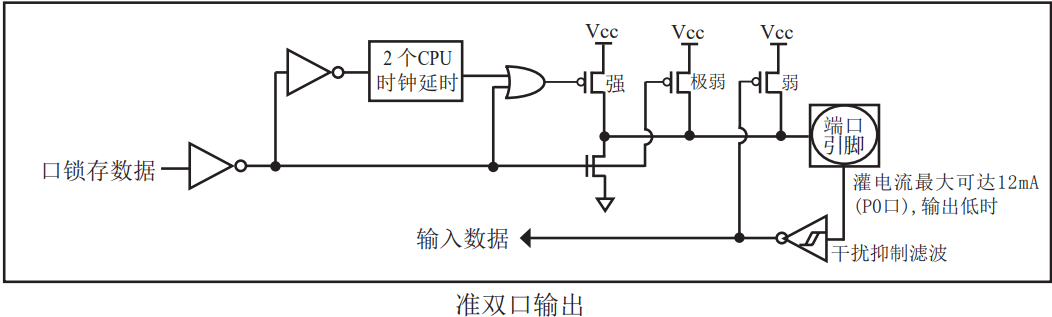 Vcc
Vcc
Vcc
2个CPU
时钟延时
强
极弱
弱
端口
引脚
口锁存数据
灌电流最大可达12mA
(P0口),输出低时
输入数据
干扰抑制滤波
准双口输出